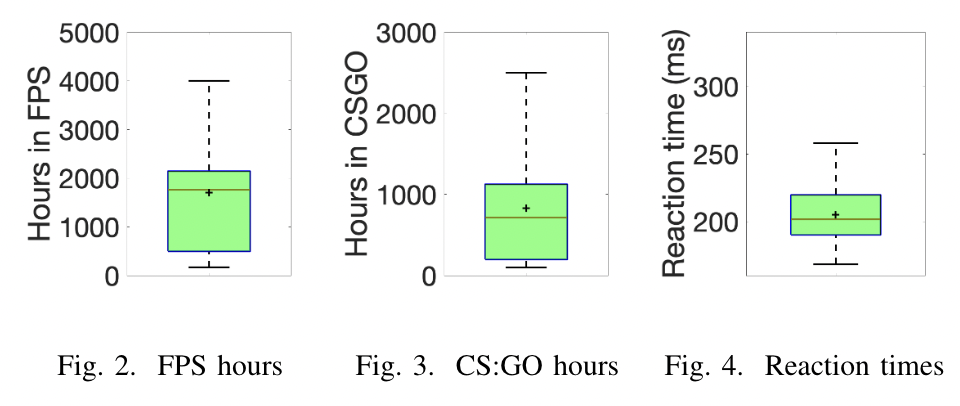 Hours in FPS
5000
4000
3000
2000
1000
0
Fig. 2. FPS hours
Hours in CSGO
3000
2000
1000
0
Fig. 3. CS:GO hours
Reaction time (ms)
300
250
200
Fig. 4. Reaction times